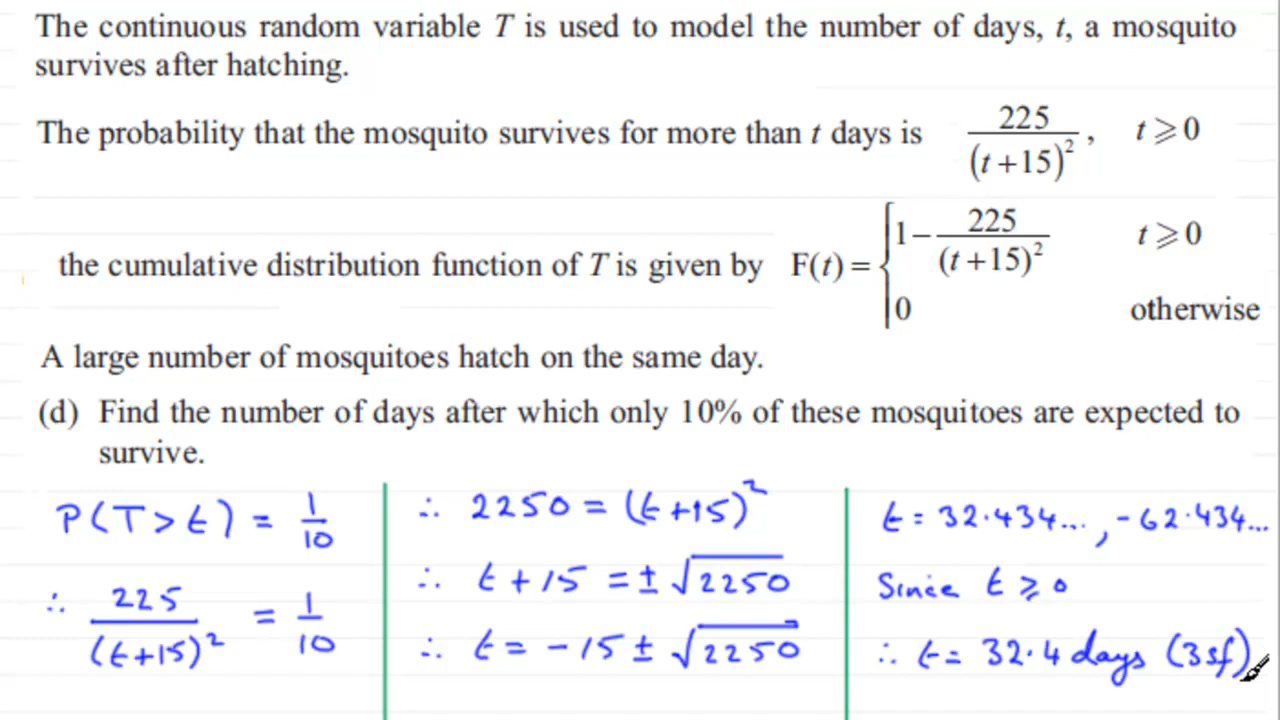 The continuous random variable T is used to model the number of days, t, a mosquito
survives after hatching.
The probability that the mosquito survives for more than t days is 225/(t+15)², t ⩾ 0
the cumulative distribution function of T is given by F(t) = { 1 − 225/(t+15)² t ⩾ 0
0 otherwise
A large number of mosquitoes hatch on the same day.
(d) Find the number of days after which only 10% of these mosquitoes are expected to
survive.
P(T > t) = 1/10
∴ 225/(t+15)² = 1/10
∴ 2250 = (t+15)²
∴ t + 15 = ± √2250
∴ t = -15 ± √2250
t = 32.434..., -62.434...
Since t ⩾ 0
∴ t = 32.4 days (3sf)